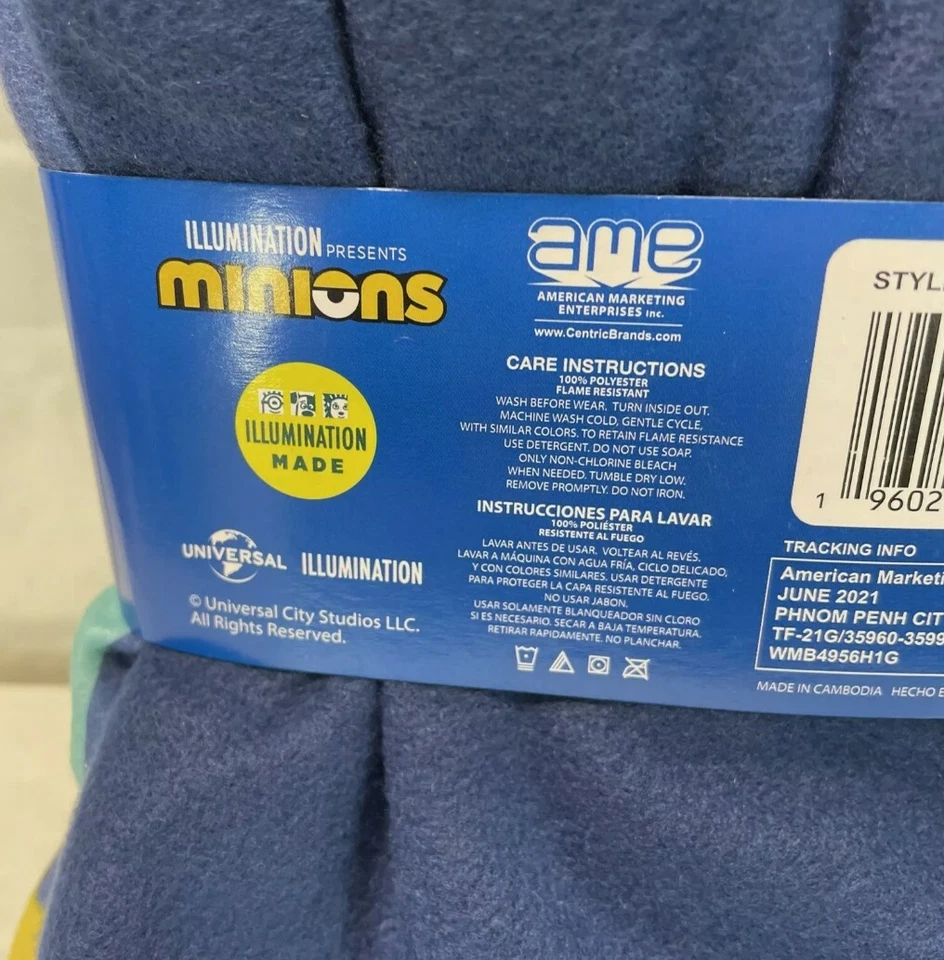 ILLUMINATION PRESENTS
minions
ILLUMINATION
MADE
UNIVERSAL ILLUMINATION
© Universal City Studios LLC.
All Rights Reserved.
ame
AMERICAN MARKETING
ENTERPRISES Inc.
www.CentricBrands.com
CARE INSTRUCTIONS
100% POLYESTER
FLAME RESISTANT
WASH BEFORE WEAR. TURN INSIDE OUT.
MACHINE WASH COLD, GENTLE CYCLE,
WITH SIMILAR COLORS. TO RETAIN FLAME RESISTANCE
USE DETERGENT. DO NOT USE SOAP.
ONLY NON-CHLORINE BLEACH
WHEN NEEDED. TUMBLE DRY LOW.
REMOVE PROMPTLY. DO NOT IRON.
INSTRUCCIONES PARA LAVAR
100% POLIÉSTER
RESISTENTE AL FUEGO
LAVAR ANTES DE USAR. VOLTEAR AL REVÉS.
LAVAR A MÁQUINA CON AGUA FRÍA, CICLO DELICADO,
Y CON COLORES SIMILARES. USAR DETERGENTE
PARA PROTEGER LA CAPA RESISTENTE AL FUEGO.
NO USAR JABON.
USAR SOLAMENTE BLANQUEADOR SIN CLORO
SI ES NECESARIO. SECAR A BAJA TEMPERATURA.
RETIRAR RAPIDAMENTE. NO PLANCHAR.
STYL
1 9602
TRACKING INFO
American Marketi
JUNE 2021
PHNOM PENH CIT
TF-21G/35960-3599
WMB4956H1G
MADE IN CAMBODIA HECHO E